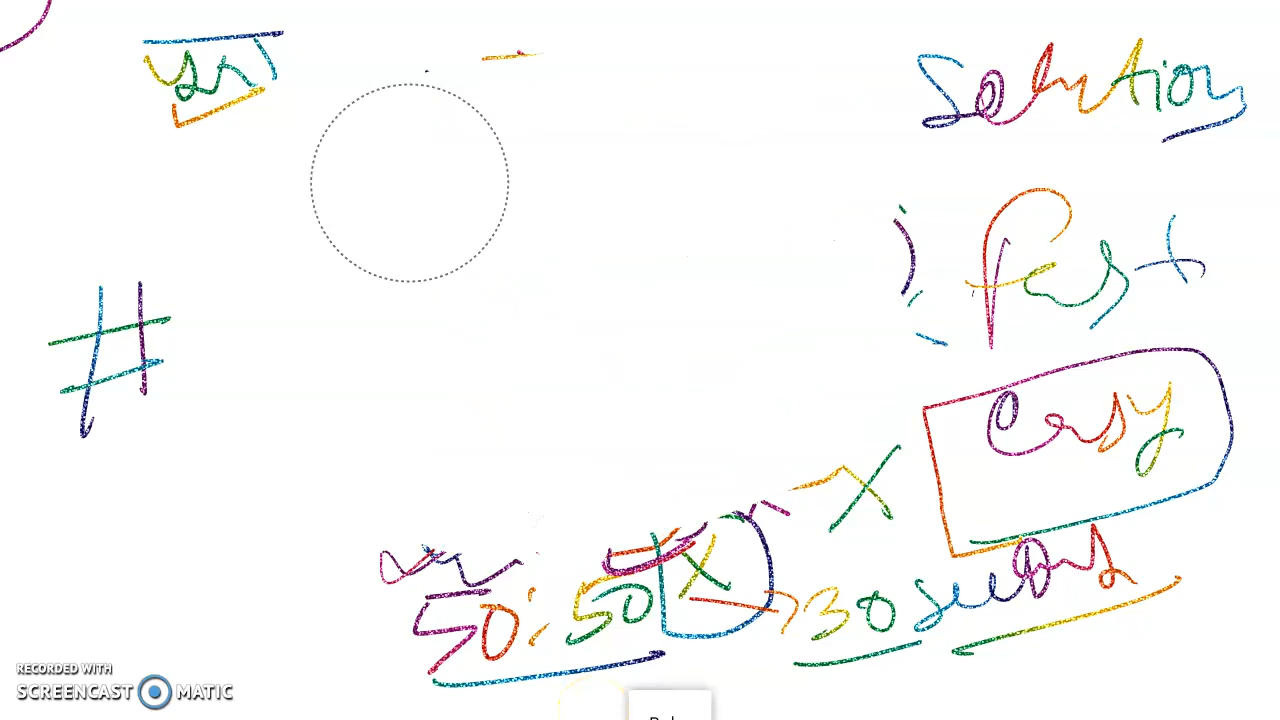 Solution
fast
easy
50:50 X
30 seconds
#
RECORDED WITH
SCREENCAST MATIC